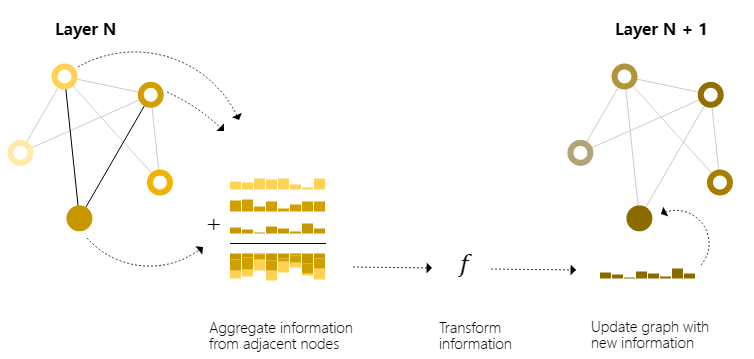 Layer N
Layer N + 1
+
f
Aggregate information
from adjacent nodes
Transform
information
Update graph with
new information